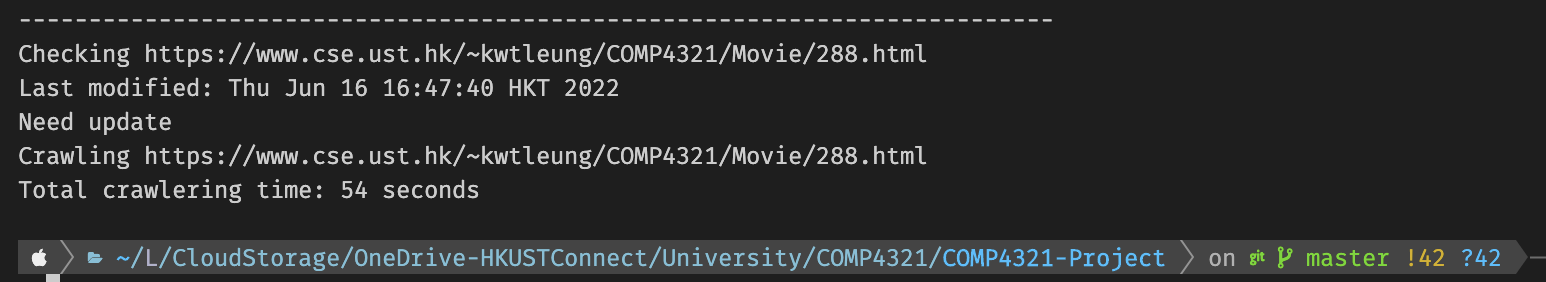 --------------------------------------------------------------------------
Checking https://www.cse.ust.hk/~kwtleung/COMP4321/Movie/288.html
Last modified: Thu Jun 16 16:47:40 HKT 2022
Need update
Crawling https://www.cse.ust.hk/~kwtleung/COMP4321/Movie/288.html
Total crawlering time: 54 seconds
~/L/CloudStorage/OneDrive-HKUSTConnect/University/COMP4321/COMP4321-Project on git master !42 ?42